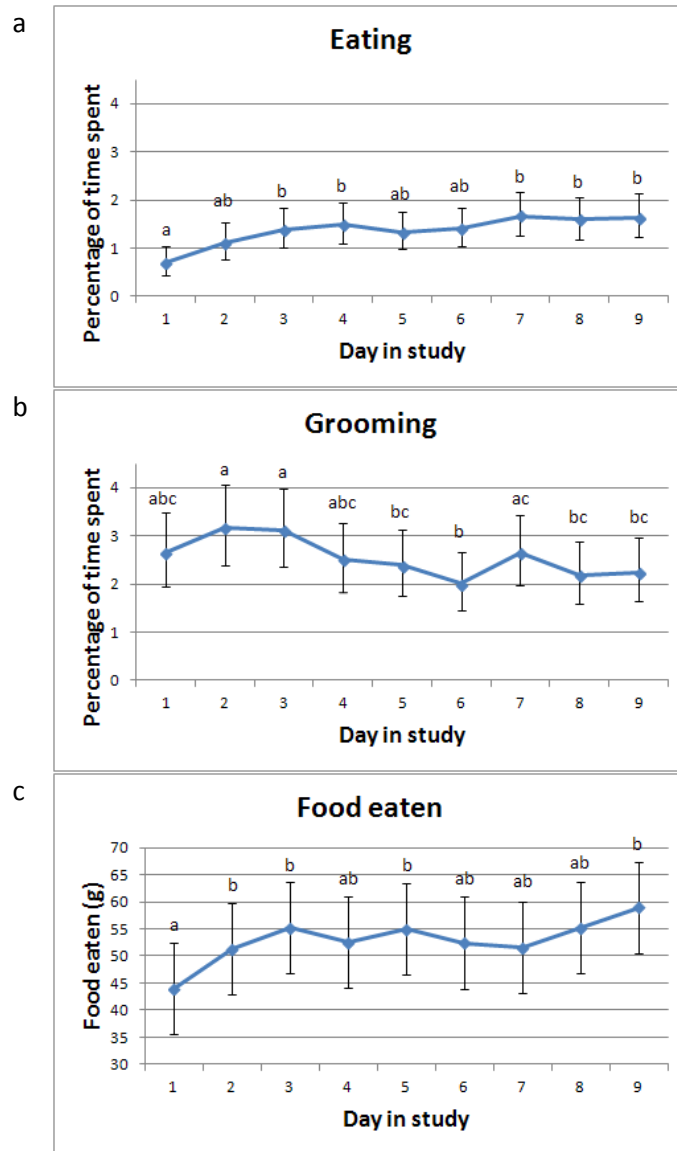 a
Eating
Percentage of time spent
4
3
2
1
0
a
ab
b
b
ab
ab
b
b
b
1 2 3 4 5 6 7 8 9
Day in study
b
Grooming
Percentage of time spent
4
3
2
1
0
abc
a
a
abc
bc
b
ac
bc
bc
1 2 3 4 5 6 7 8 9
Day in study
c
Food eaten
Food eaten (g)
70
65
60
55
50
45
40
35
30
a
b
b
ab
b
ab
ab
ab
b
1 2 3 4 5 6 7 8 9
Day in study